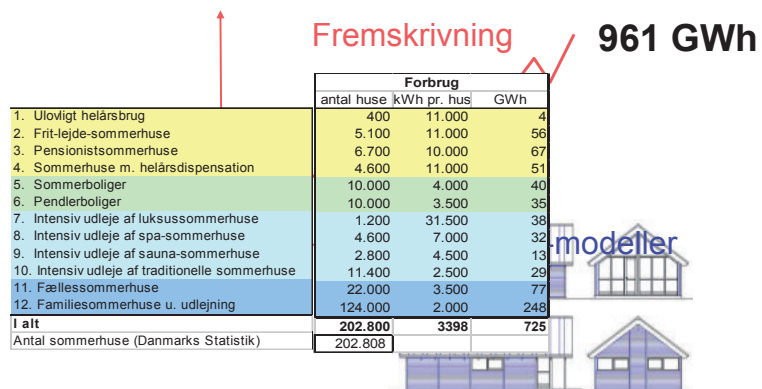 Fremskrivning 961 GWh
Forbrug
antal huse kWh pr. hus GWh
1. Ulovligt helårsbrug 400 11.000 4
2. Frit-lejde-sommerhuse 5.100 11.000 56
3. Pensionistsommerhuse 6.700 10.000 67
4. Sommerhuse m. helårsdispensation 4.600 11.000 51
5. Sommerboliger 10.000 4.000 40
6. Pendlerboliger 10.000 3.500 35
7. Intensiv udleje af luksussommerhuse 1.200 31.500 38
8. Intensiv udleje af spa-sommerhuse 4.600 7.000 32
-modeller
9. Intensiv udleje af sauna-sommerhuse 2.800 4.500 13
10. Intensiv udleje af traditionelle sommerhuse 11.400 2.500 29
11. Fællessommerhuse 22.000 3.500 77
12. Familiesommerhuse u. udlejning 124.000 2.000 248
I alt 202.800 3398 725
Antal sommerhuse (Danmarks Statistik) 202.808